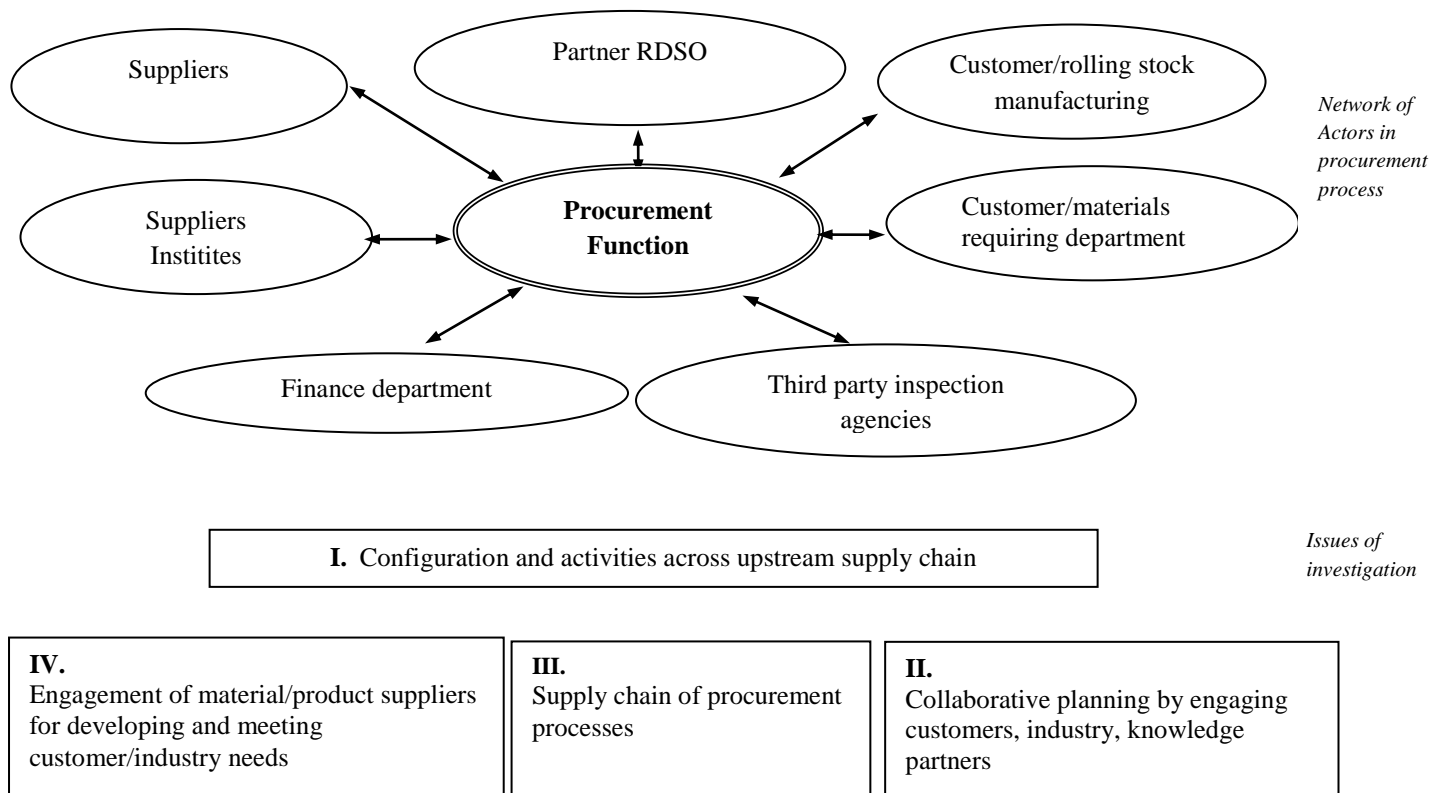 Suppliers
Partner RDSO
Customer/rolling stock
manufacturing
Network of
Actors in
procurement
process
Suppliers
Institites
Procurement
Function
Customer/materials
requiring department
Finance department
Third party inspection
agencies
I. Configuration and activities across upstream supply chain
Issues of
investigation
IV.
Engagement of material/product suppliers
for developing and meeting
customer/industry needs
III.
Supply chain of procurement
processes
II.
Collaborative planning by engaging
customers, industry, knowledge
partners